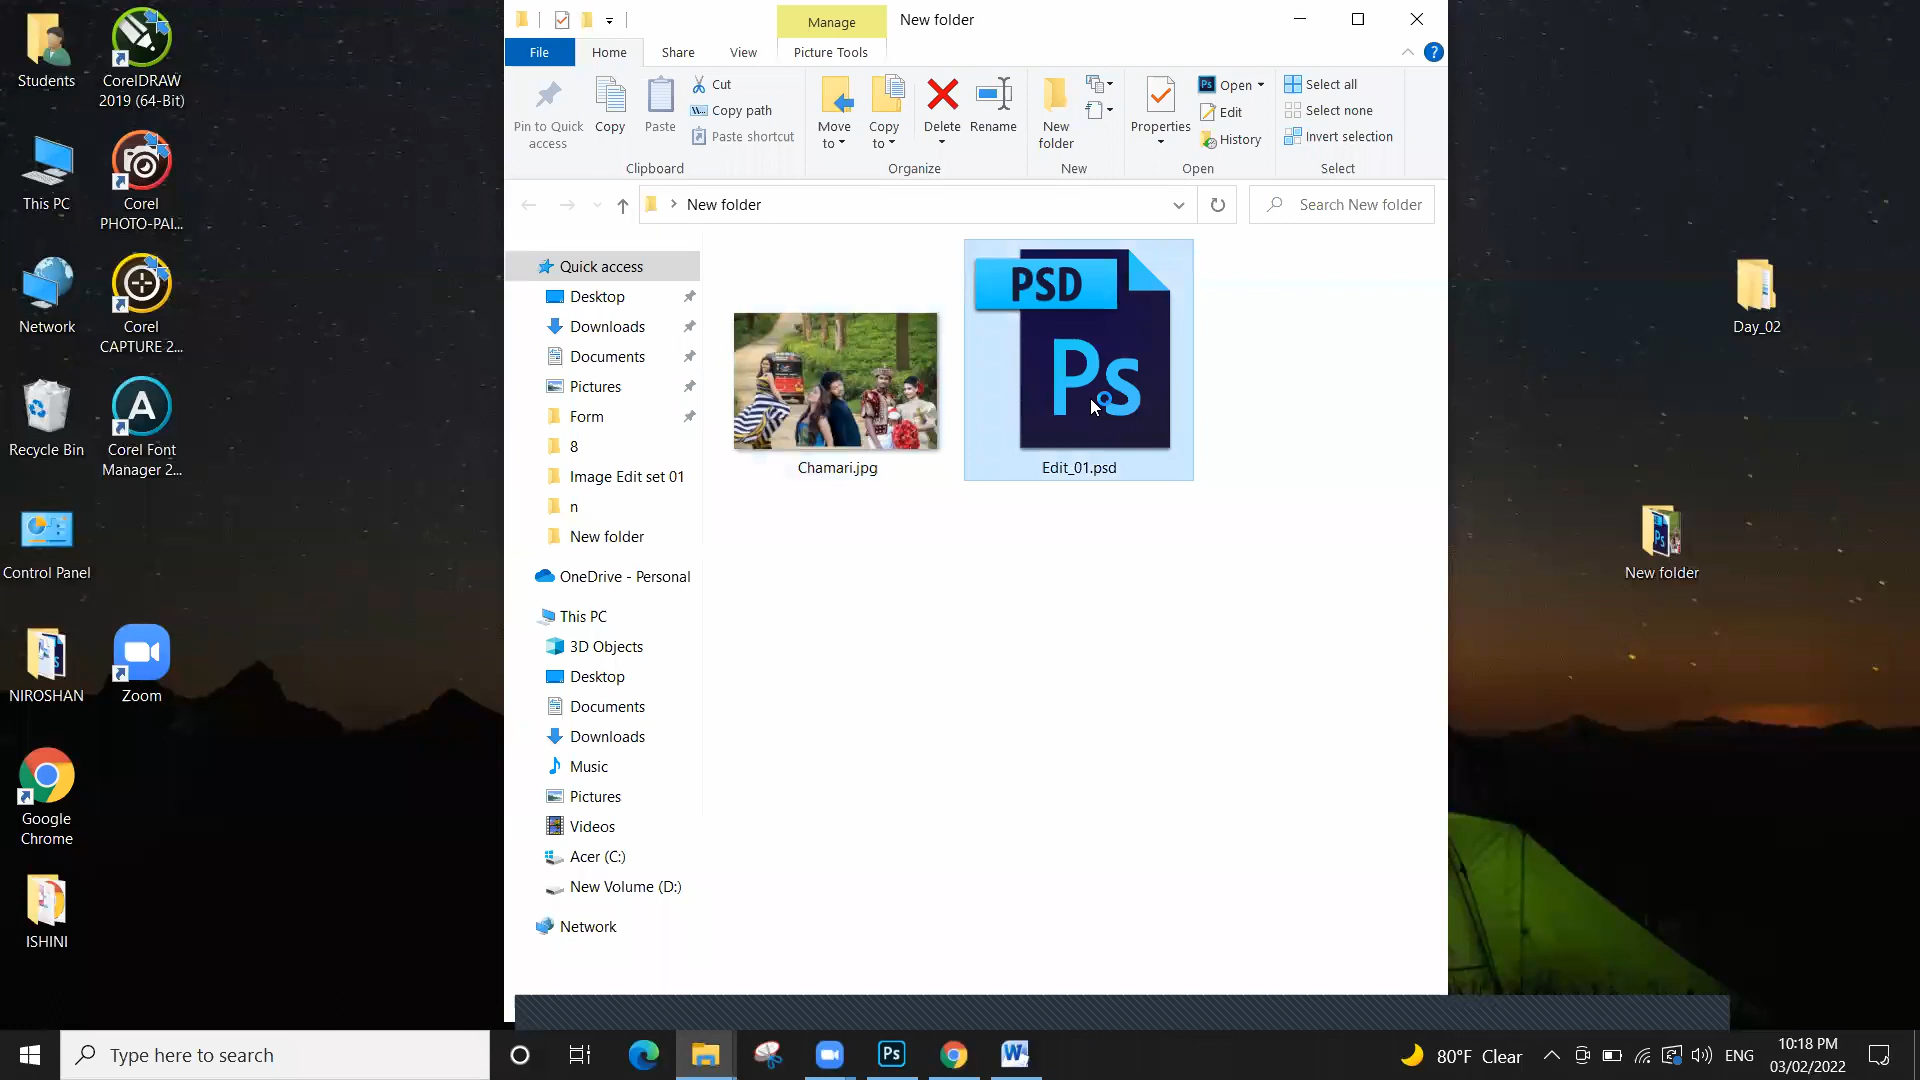 Students
CorelDRAW
2019 (64-Bit)
This PC
Corel
PHOTO-PAI...
Network
Corel
CAPTURE 2...
Recycle Bin
Corel Font
Manager 2...
Control Panel
NIROSHAN
Zoom
Google
Chrome
ISHINI
Manage
New folder
File
Home
Share
View
Picture Tools
Pin to Quick
access
Copy
Paste
Cut
Copy path
Paste shortcut
Clipboard
Move
to
Copy
to
Delete
Rename
Organize
New
folder
New
Properties
Open
Edit
History
Open
Select all
Select none
Invert selection
Select
New folder
Search New folder
Quick access
Desktop
Downloads
Documents
Pictures
Form
8
Image Edit set 01
n
New folder
OneDrive - Personal
This PC
3D Objects
Desktop
Documents
Downloads
Music
Pictures
Videos
Acer (C:)
New Volume (D:)
Network
Chamari.jpg
PSD
Ps
Edit_01.psd
Day_02
New folder
Type here to search
Ps
W
80°F Clear
ENG
10:18 PM
03/02/2022